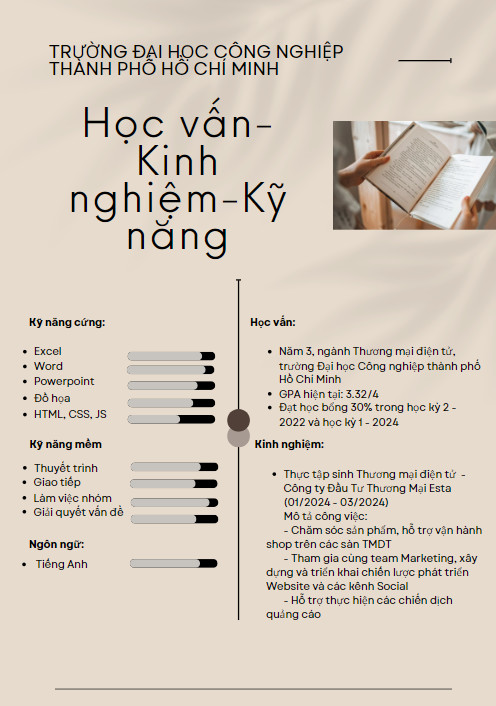 TRƯỜNG ĐẠI HỌC CÔNG NGHIỆP
THÀNH PHỐ HỒ CHÍ MINH
Học vấn-
Kinh
nghiệm-Kỹ
năng
Kỹ năng cứng:
Excel
Word
Powerpoint
Đồ họa
HTML, CSS, JS
Kỹ năng mềm
Thuyết trình
Giao tiếp
Làm việc nhóm
Giải quyết vấn đề
Ngôn ngữ:
Tiếng Anh
Học vấn:
Năm 3, ngành Thương mại điện tử,
trường Đại học Công nghiệp thành phố
Hồ Chí Minh
GPA hiện tại: 3.32/4
Đạt học bổng 30% trong học kỳ 2 -
2022 và học kỳ 1 - 2024
Kinh nghiệm:
Thực tập sinh Thương mại điện tử -
Công ty Đầu Tư Thương Mại Esta
(01/2024 - 03/2024)
Mô tả công việc:
- Chăm sóc sản phẩm, hỗ trợ vận hành
shop trên các sàn TMDT
- Tham gia cùng team Marketing, xây
dựng và triển khai chiến lược phát triển
Website và các kênh Social
- Hỗ trợ thực hiện các chiến dịch
quảng cáo